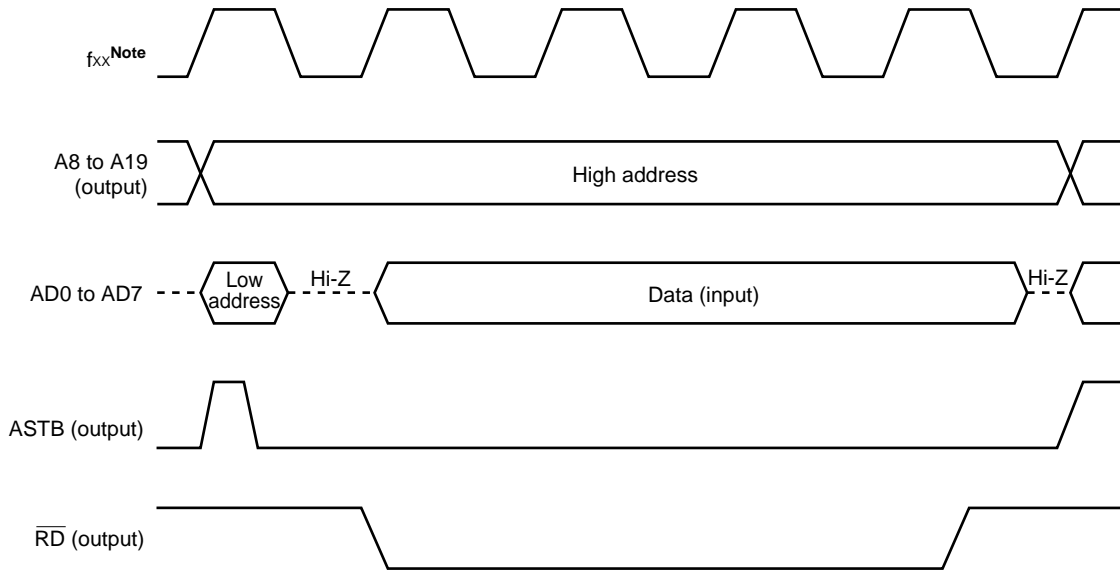 fxxNote
A8 to A19
(output)
High address
AD0 to AD7
Low
address
Hi-Z
Data (input)
Hi-Z
ASTB (output)
RD (output)